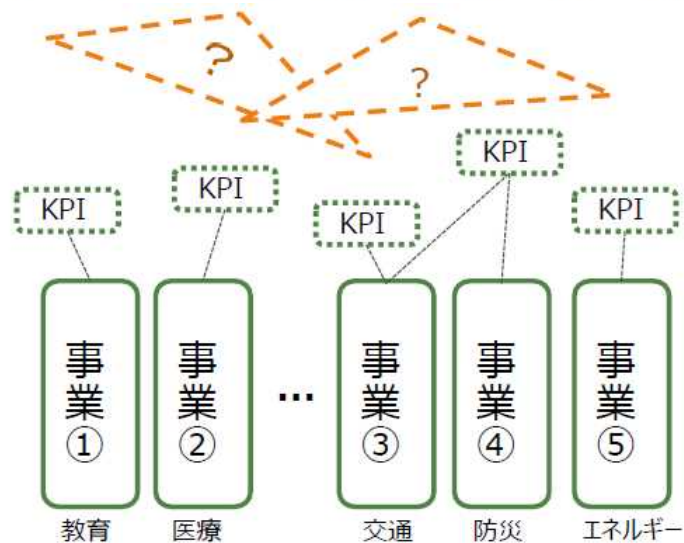 ?
?
KPI
KPI
KPI
KPI
KPI
事業①
事業②
…
事業③
事業④
事業⑤
教育
医療
交通
防災
エネルギー